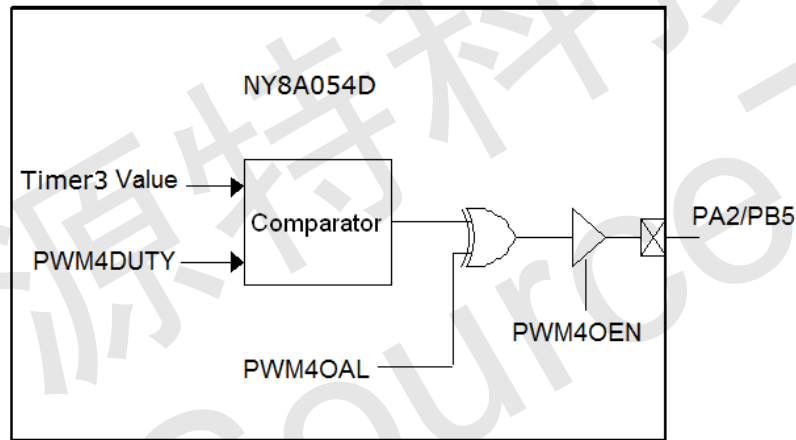 NY8A054D
Timer3 Value
Comparator
PA2/PB5
PWM4DUTY
PWM4OEN
PWM4OAL
源特科技
Source